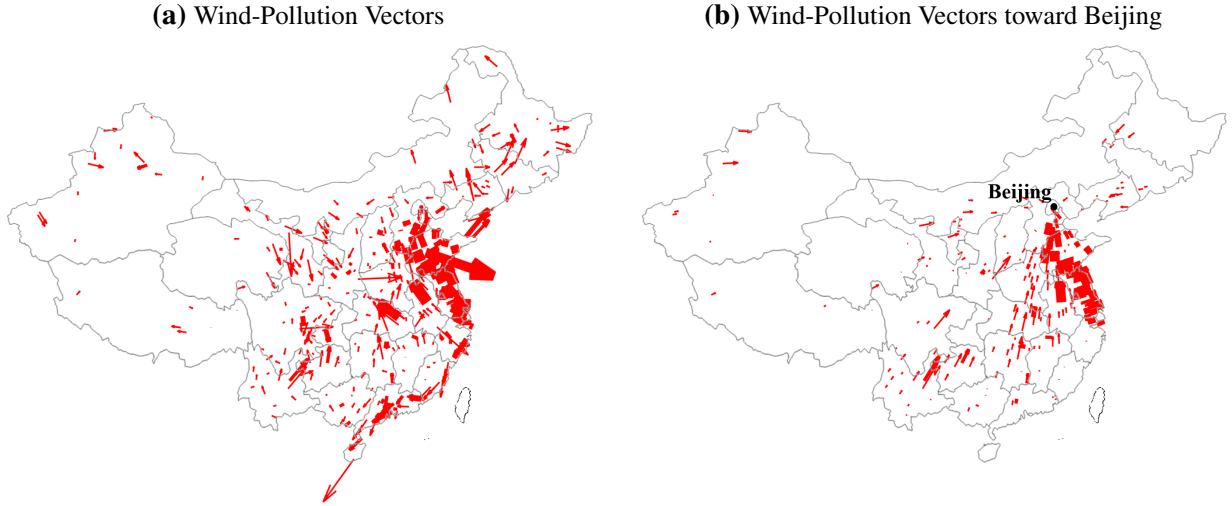 (a) Wind-Pollution Vectors
(b) Wind-Pollution Vectors toward Beijing
Beijing